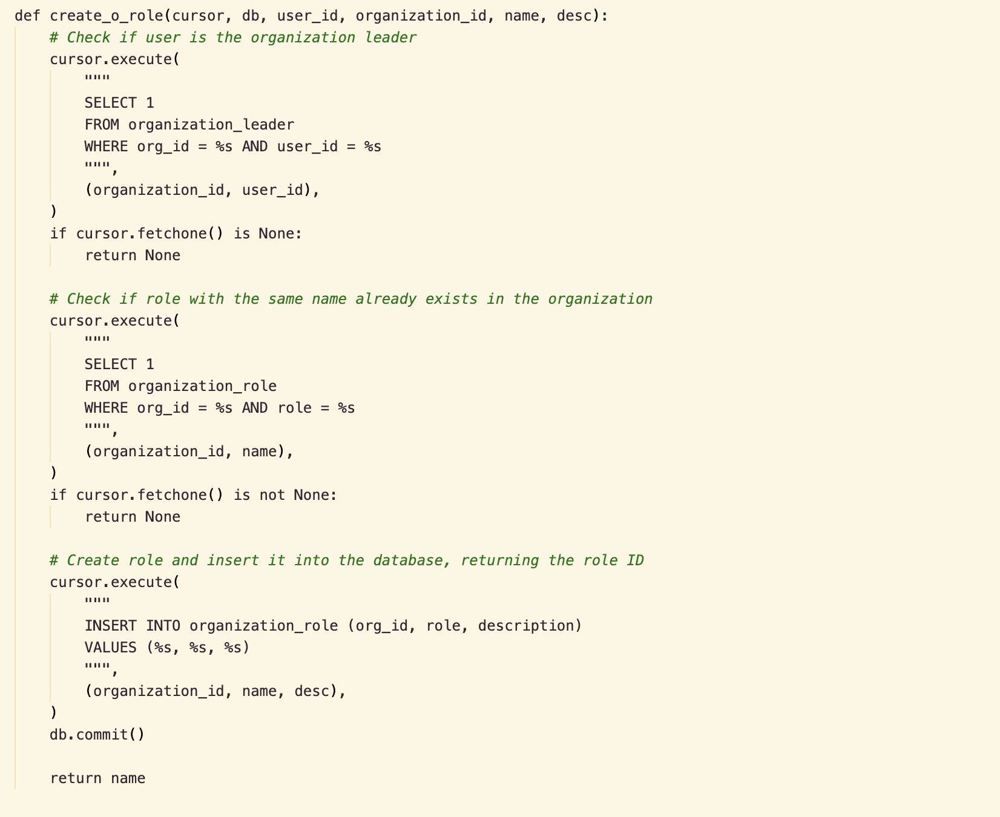 def create_o_role(cursor, db, user_id, organization_id, name, desc):
    # Check if user is the organization leader
    cursor.execute(
        """
        SELECT 1
        FROM organization_leader
        WHERE org_id = %s AND user_id = %s
        """,
        (organization_id, user_id),
    )
    if cursor.fetchone() is None:
        return None

    # Check if role with the same name already exists in the organization
    cursor.execute(
        """
        SELECT 1
        FROM organization_role
        WHERE org_id = %s AND role = %s
        """,
        (organization_id, name),
    )
    if cursor.fetchone() is not None:
        return None

    # Create role and insert it into the database, returning the role ID
    cursor.execute(
        """
        INSERT INTO organization_role (org_id, role, description)
        VALUES (%s, %s, %s)
        """,
        (organization_id, name, desc),
    )
    db.commit()

    return name